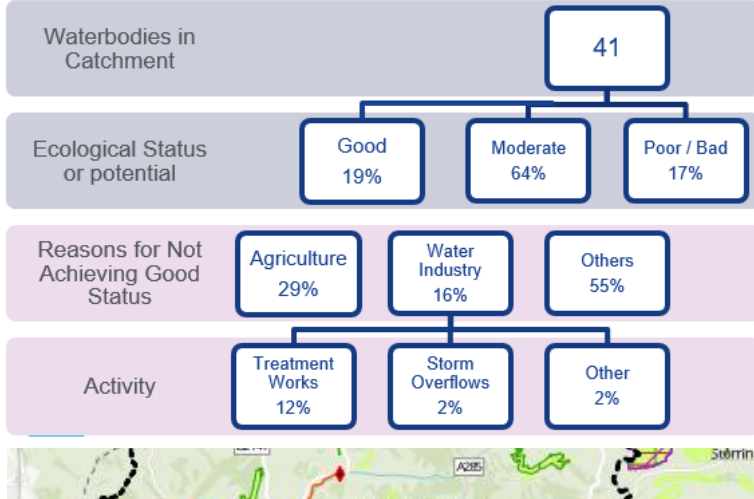 Waterbodies in
Catchment
41
Ecological Status
or potential
Good
19%
Moderate
64%
Poor / Bad
17%
Reasons for Not
Achieving Good
Status
Agriculture
29%
Water
Industry
16%
Others
55%
Activity
Treatment
Works
12%
Storm
Overflows
2%
Other
2%
A285
Storrin